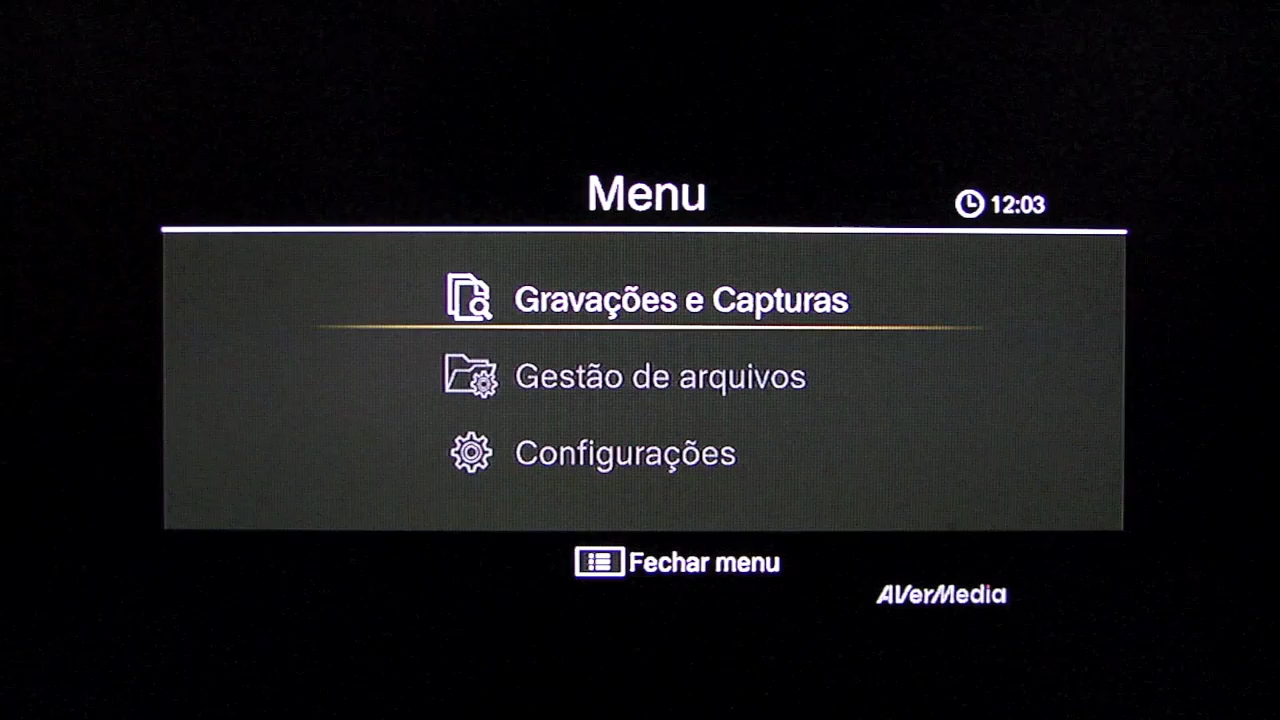 Menu
12:03
Gravações e Capturas
Gestão de arquivos
Configurações
Fechar menu
AVerMedia